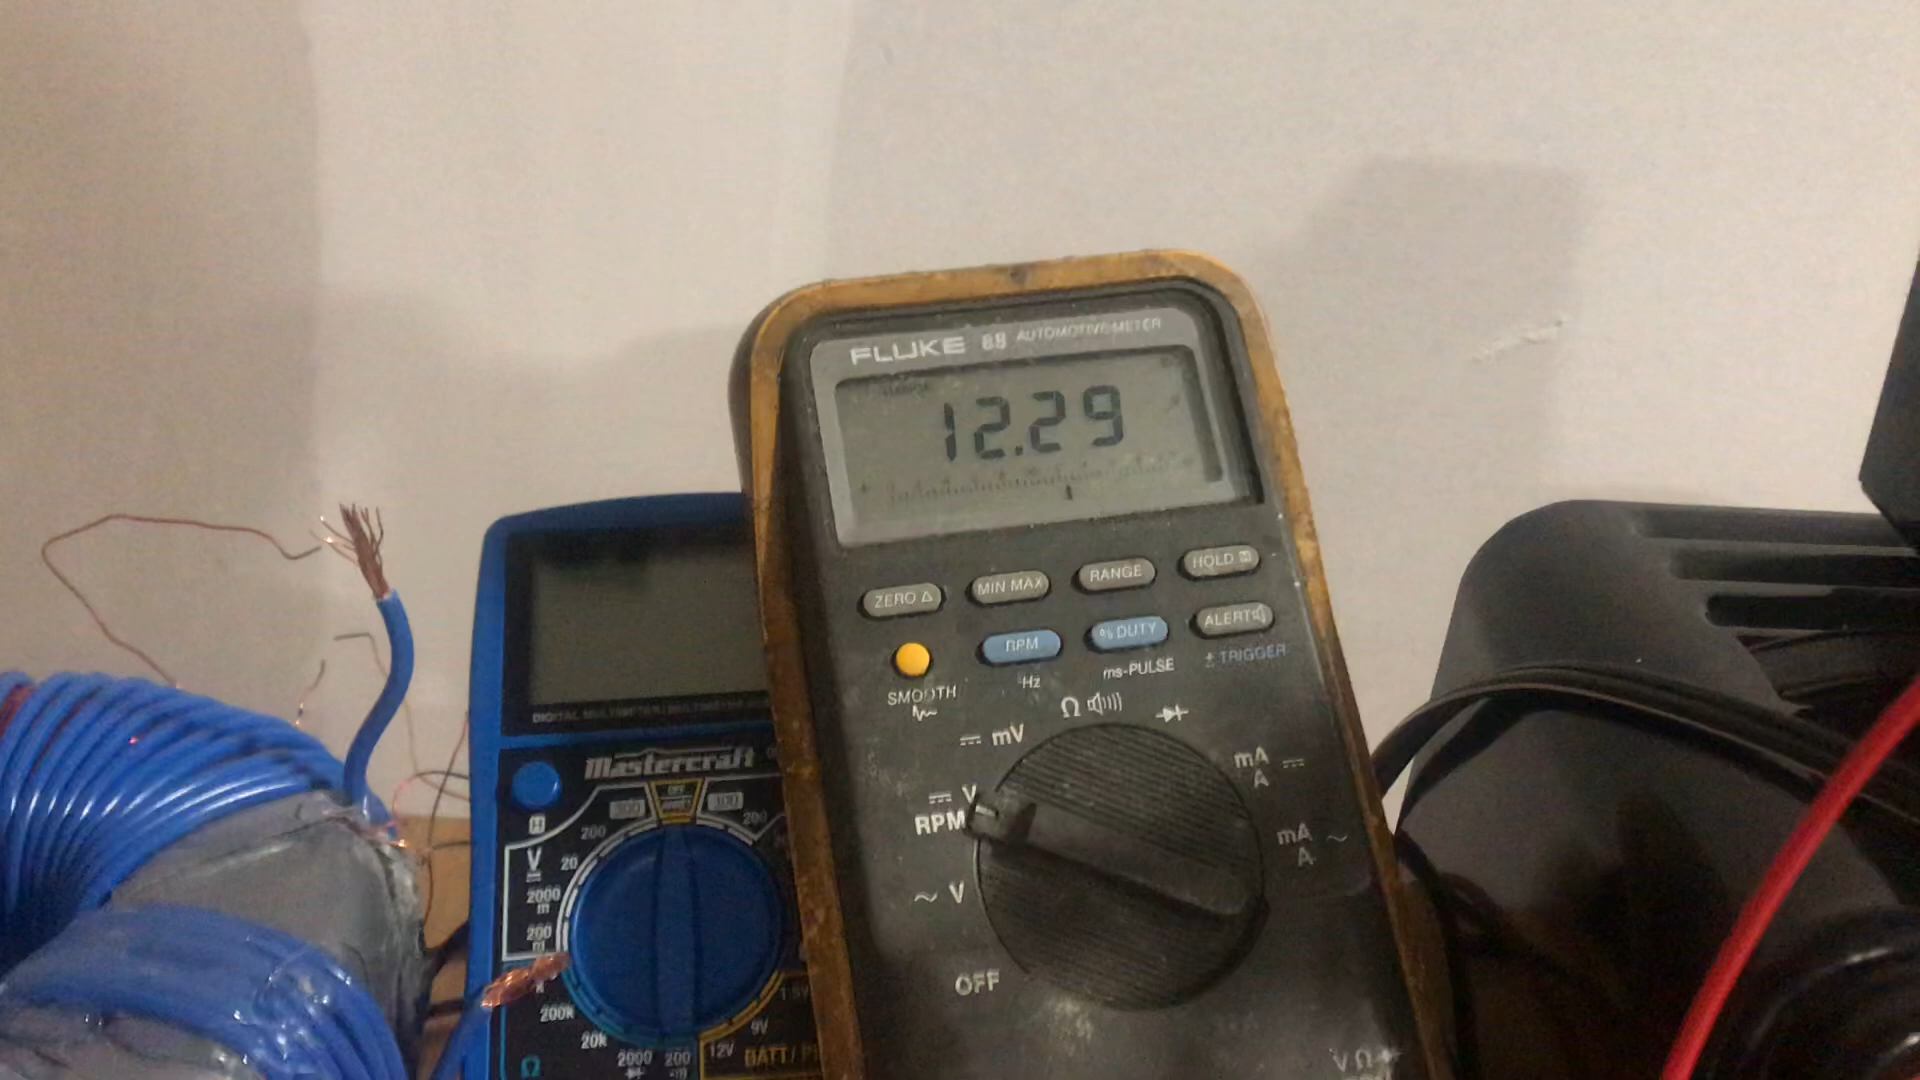 FLUKE 88 AUTOMOTIVE METER
12.29
ZERO Δ MIN MAX RANGE HOLD
RPM % DUTY ALERT
SMOOTH Hz ms-PULSE ± TRIGGER
mV Ω
V
RPM
mA
A
mA
A
~ V
OFF
V Ω
Mastercraft
OFF
200
200
V
20
2000
m
200
m
200k
20k
2000 200
Ω
1.5V
9V
12V
BATT